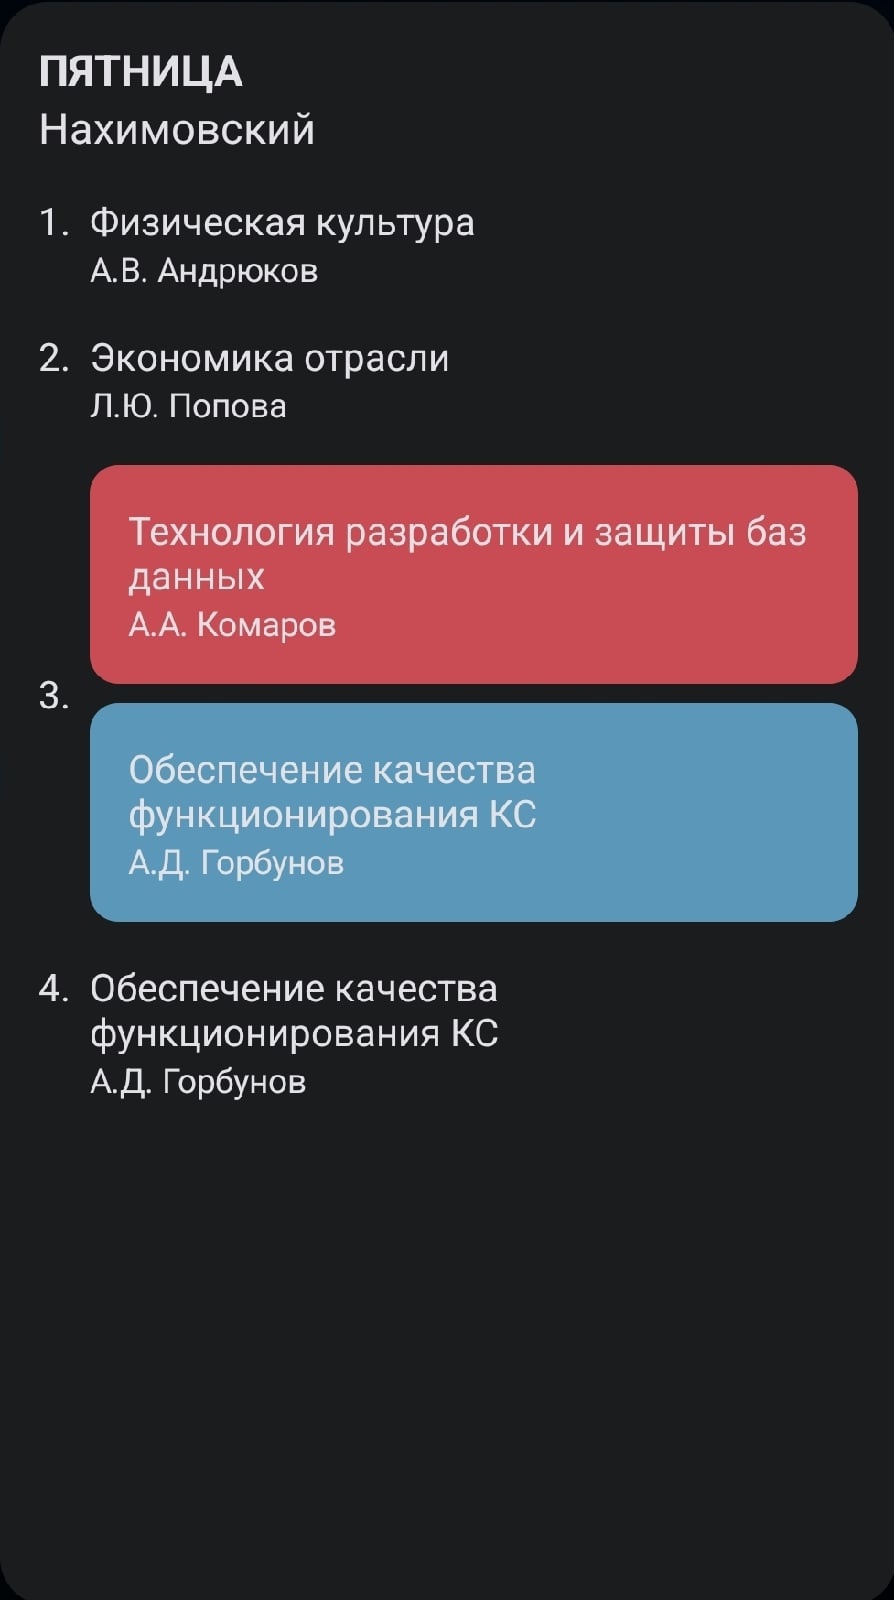 ПЯТНИЦА
Нахимовский
1. Физическая культура
А.В. Андрюков
2. Экономика отрасли
Л.Ю. Попова
3.
Технология разработки и защиты баз
данных
А.А. Комаров
Обеспечение качества
функционирования КС
А.Д. Горбунов
4. Обеспечение качества
функционирования КС
А.Д. Горбунов